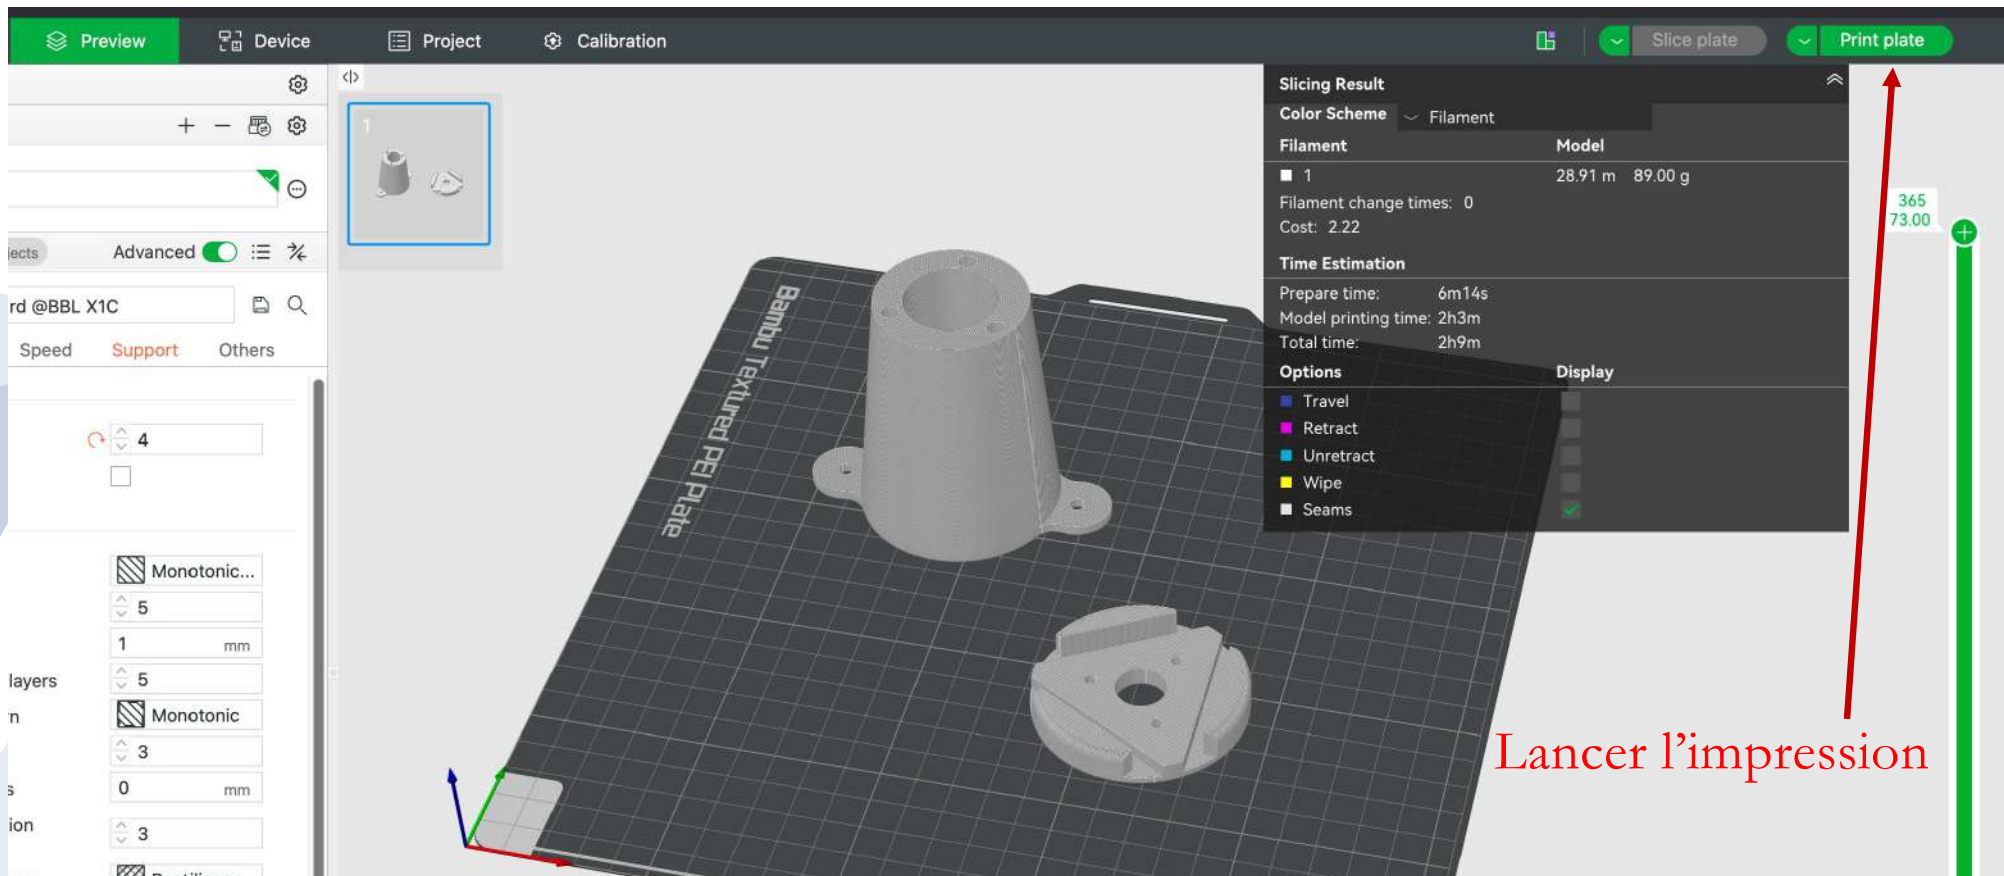 Preview Device Project Calibration Slice plate Print plate
Slicing Result
Color Scheme Filament
Filament Model
1 28.91 m 89.00 g
Filament change times: 0
Cost: 2.22
Time Estimation
Prepare time: 6m14s
Model printing time: 2h3m
Total time: 2h9m
Options Display
Travel
Retract
Unretract
Wipe
Seams
365
73.00
1
Bambu Textured PEI Plate
Advanced
rd @BBL X1C
Speed Support Others
4
Monotonic...
5
1 mm
layers 5
n Monotonic
3
s 0 mm
ion 3
Lancer l’impression